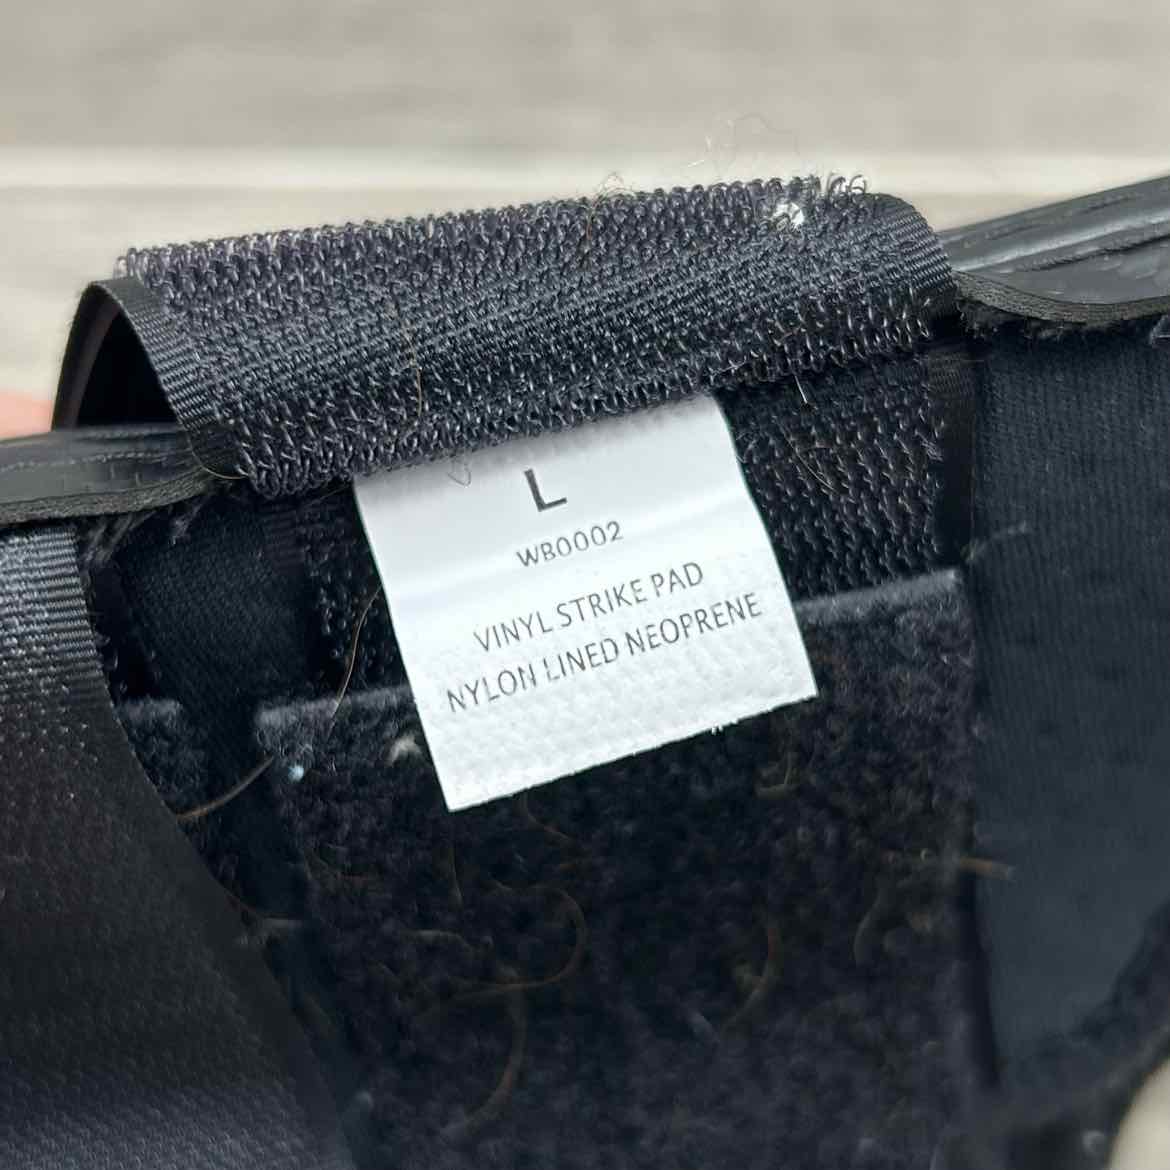 L
WB0002
VINYL STRIKE PAD
NYLON LINED NEOPRENE